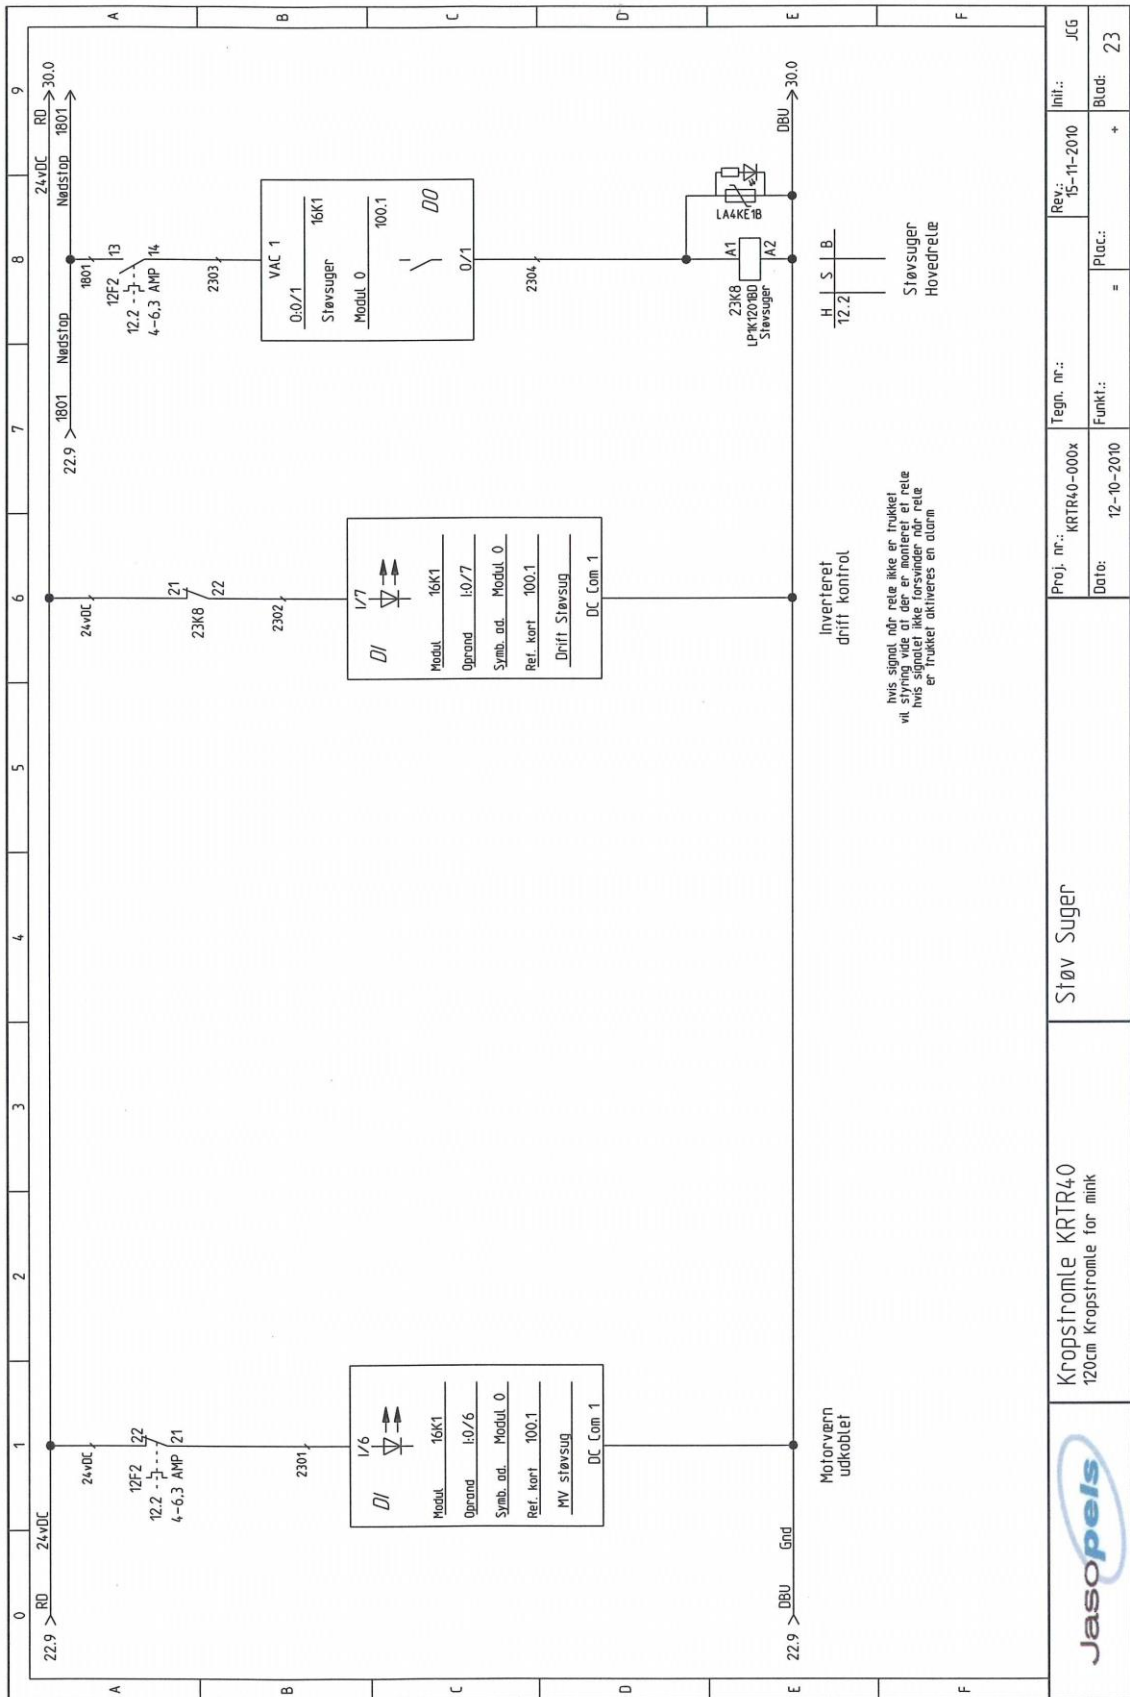 0 1 2 3 4 5 6 7 8 9
A B C D E F
A B C D E F
22.9 RD 24vDC
24vDC RD 30.0
22.9 1801 Nødstop
Nødstop 1801
24vDC
12F2
22
21
12.2
4-6,3 AMP
2301
DI
I/6
Modul 16K1
Oprand I:0/6
Symb. ad. Modul 0
Ref. kort 100.1
MV støvsug
DC Com 1
Motorværn
udkoblet
24vDC
21
22
23K8
2302
DI
I/7
Modul 16K1
Oprand I:0/7
Symb. ad. Modul 0
Ref. kort 100.1
Drift Støvsug
DC Com 1
Inverteret
drift kontrol
hvis signal når relæ ikke er trukket
vil styring vide at der er monteret et relæ
hvis signalet ikke forsvinder når relæ
er trukket aktiveres en alarm
1801
12F2
13
14
12.2
4-6,3 AMP
2303
VAC 1
O:0/1 16K1
Støvsuger
Modul 0 100.1
DO
0/1
2304
LA4KE1B
23K8
A1
A2
LP1K1201BD
Støvsuger
H S B
12.2
Støvsuger
Hovedrelæ
22.9 DBU Gnd
DBU 30.0
Jasopels
Kropstromle KRTR40
120cm Kropstromle for mink
Støv Suger
Proj. nr.: KRTR40-000x
Tegn. nr.:
Rev.: 15-11-2010
Init.: JCG
Dato: 12-10-2010
Funkt.: =
Plac.: +
Blad: 23